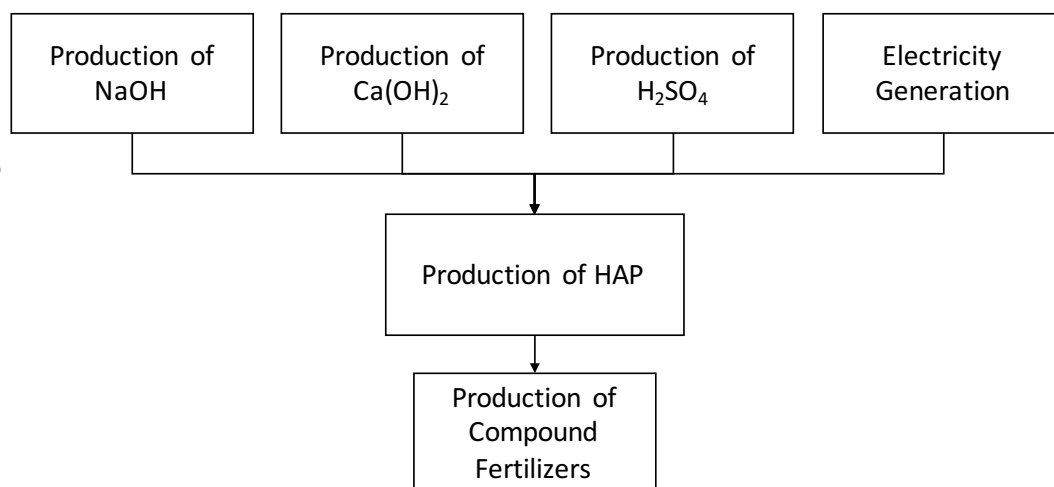 Production of
NaOH
Production of
Ca(OH)₂
Production of
H₂SO₄
Electricity
Generation
Production of HAP
Production of
Compound
Fertilizers